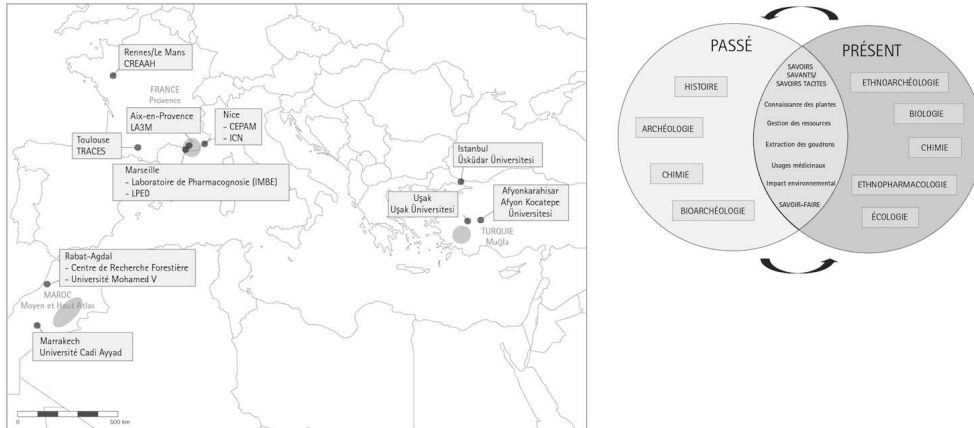 Rennes/Le Mans
CREAAH
FRANCE
Provence
Aix-en-Provence
LA3M
Nice
- CEPAM
- ICN
Toulouse
TRACES
Marseille
- Laboratoire de Pharmacognosie (IMBE)
- LPED
Istanbul
Üsküdar Üniversitesi
Uşak
Uşak Üniversitesi
Afyonkarahisar
Afyon Kocatepe
Üniversitesi
TURQUIE
Muğla
Rabat-Agdal
- Centre de Recherche Forestière
- Université Mohamed V
MAROC
Moyen et Haut Atlas
Marrakech
Université Cadi Ayyad
0 500 km
PASSÉ
PRÉSENT
HISTOIRE
ARCHÉOLOGIE
CHIMIE
BIOARCHÉOLOGIE
SAVOIRS
SAVANTS/
SAVOIRS TACITES
Connaissance des plantes
Gestion des ressources
Extraction des goudrons
Usages médicinaux
Impact environnemental
SAVOIR-FAIRE
ETHNOARCHÉOLOGIE
BIOLOGIE
CHIMIE
ETHNOPHARMACOLOGIE
ÉCOLOGIE